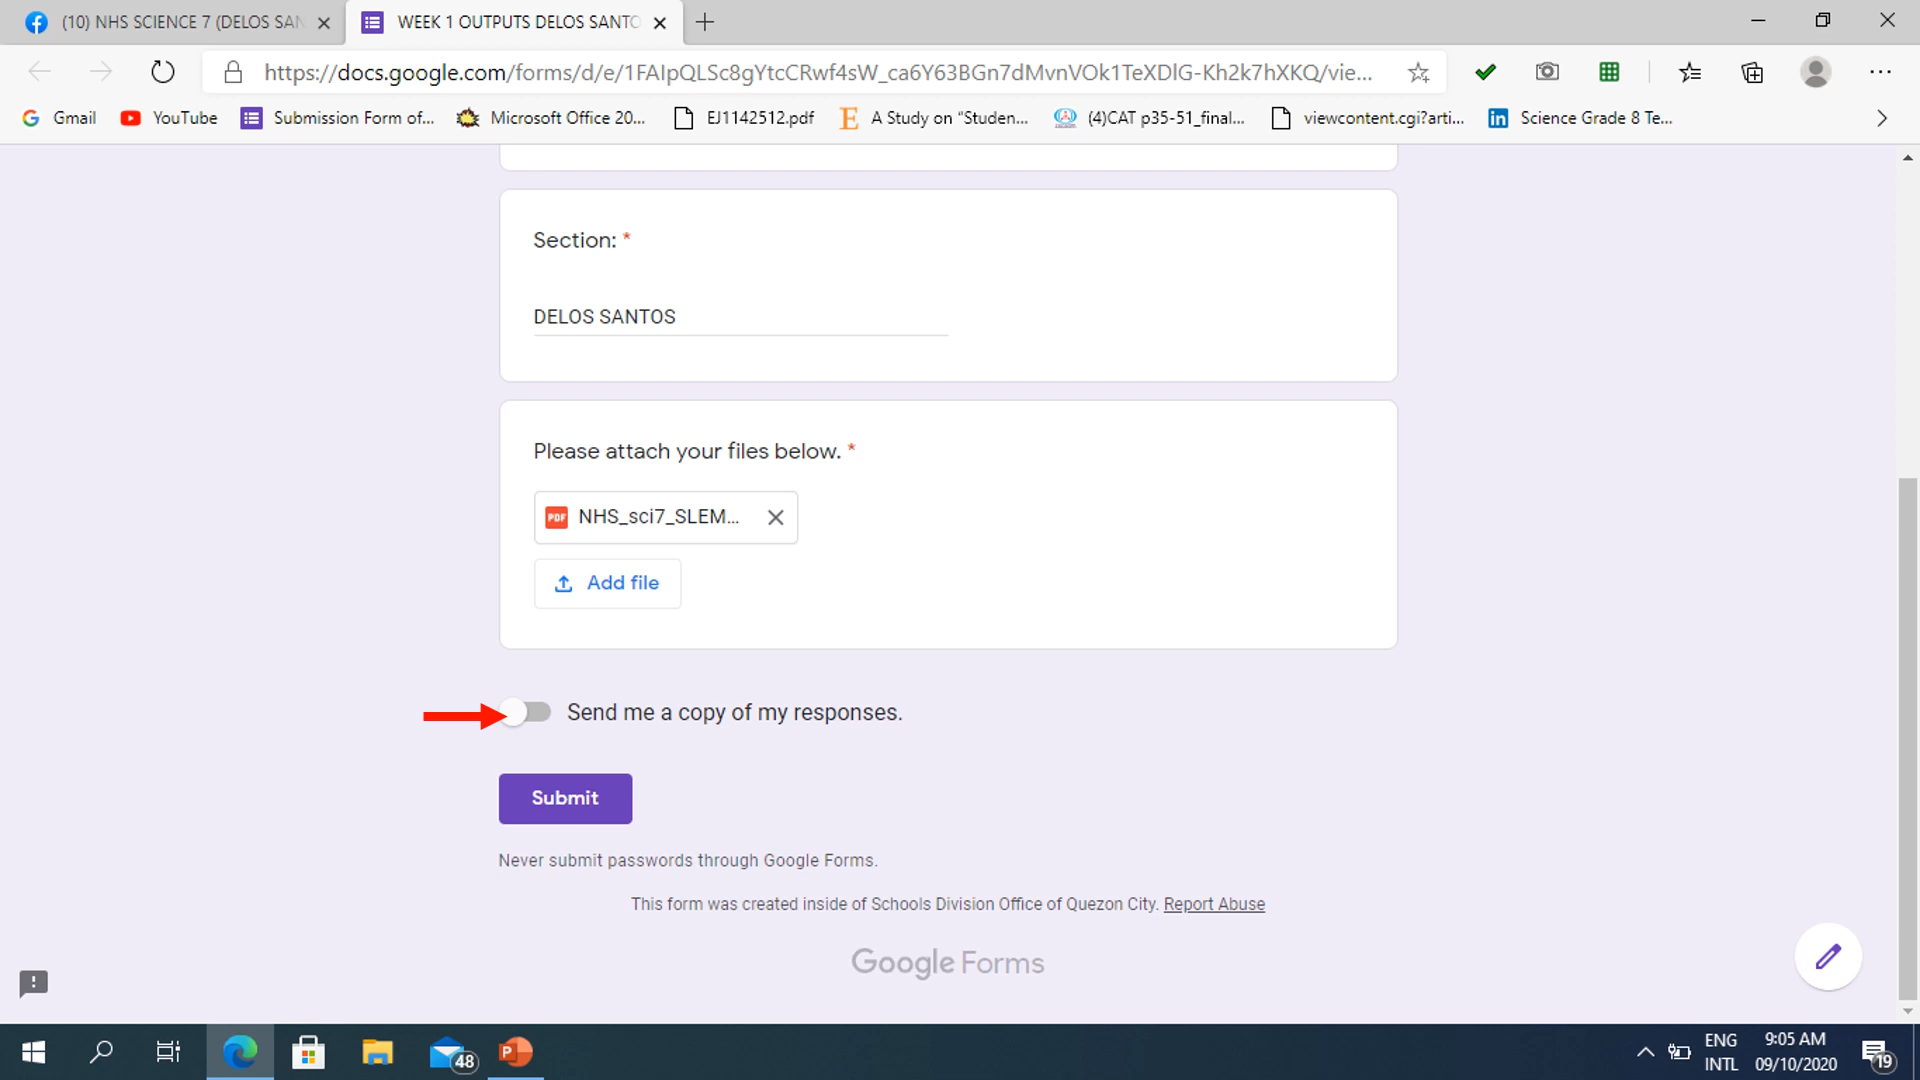 (10) NHS SCIENCE 7 (DELOS SAN
WEEK 1 OUTPUTS DELOS SANTO
https://docs.google.com/forms/d/e/1FAIpQLSc8gYtcCRwf4sW_ca6Y63BGn7dMvnVOk1TeXDlG-Kh2k7hXKQ/vie...
Gmail
YouTube
Submission Form of...
Microsoft Office 20...
EJ1142512.pdf
E
A Study on “Studen...
(4)CAT p35-51_final...
viewcontent.cgi?arti...
in
Science Grade 8 Te...
Section: *
DELOS SANTOS
Please attach your files below. *
PDF
NHS_sci7_SLEM...
Add file
Send me a copy of my responses.
Submit
Never submit passwords through Google Forms.
This form was created inside of Schools Division Office of Quezon City. Report Abuse
Google Forms
48
P
ENG
INTL
9:05 AM
09/10/2020
19